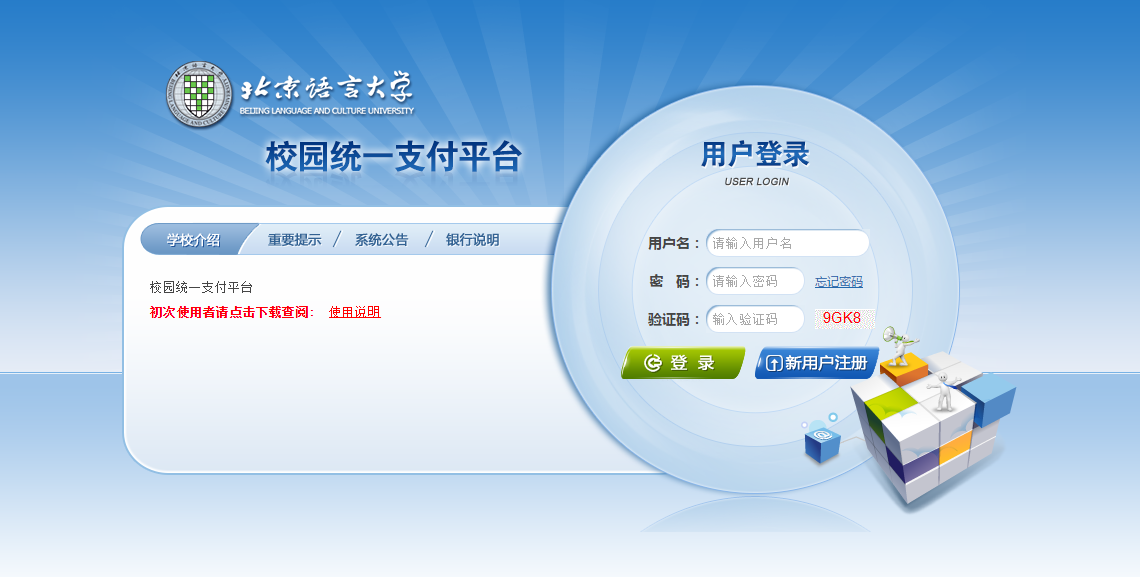 北京语言大学
BEIJING LANGUAGE AND CULTURE UNIVERSITY
校园统一支付平台
学校介绍 重要提示 / 系统公告 / 银行说明
校园统一支付平台
初次使用者请点击下载查阅： 使用说明
用户登录
USER LOGIN
用户名： 请输入用户名
密 码： 请输入密码 忘记密码
验证码： 输入验证码 9GK8
登 录 新用户注册
@